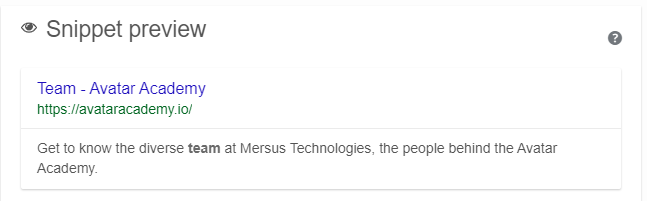 Snippet preview
Team - Avatar Academy
https://avataracademy.io/
Get to know the diverse team at Mersus Technologies, the people behind the Avatar
Academy.